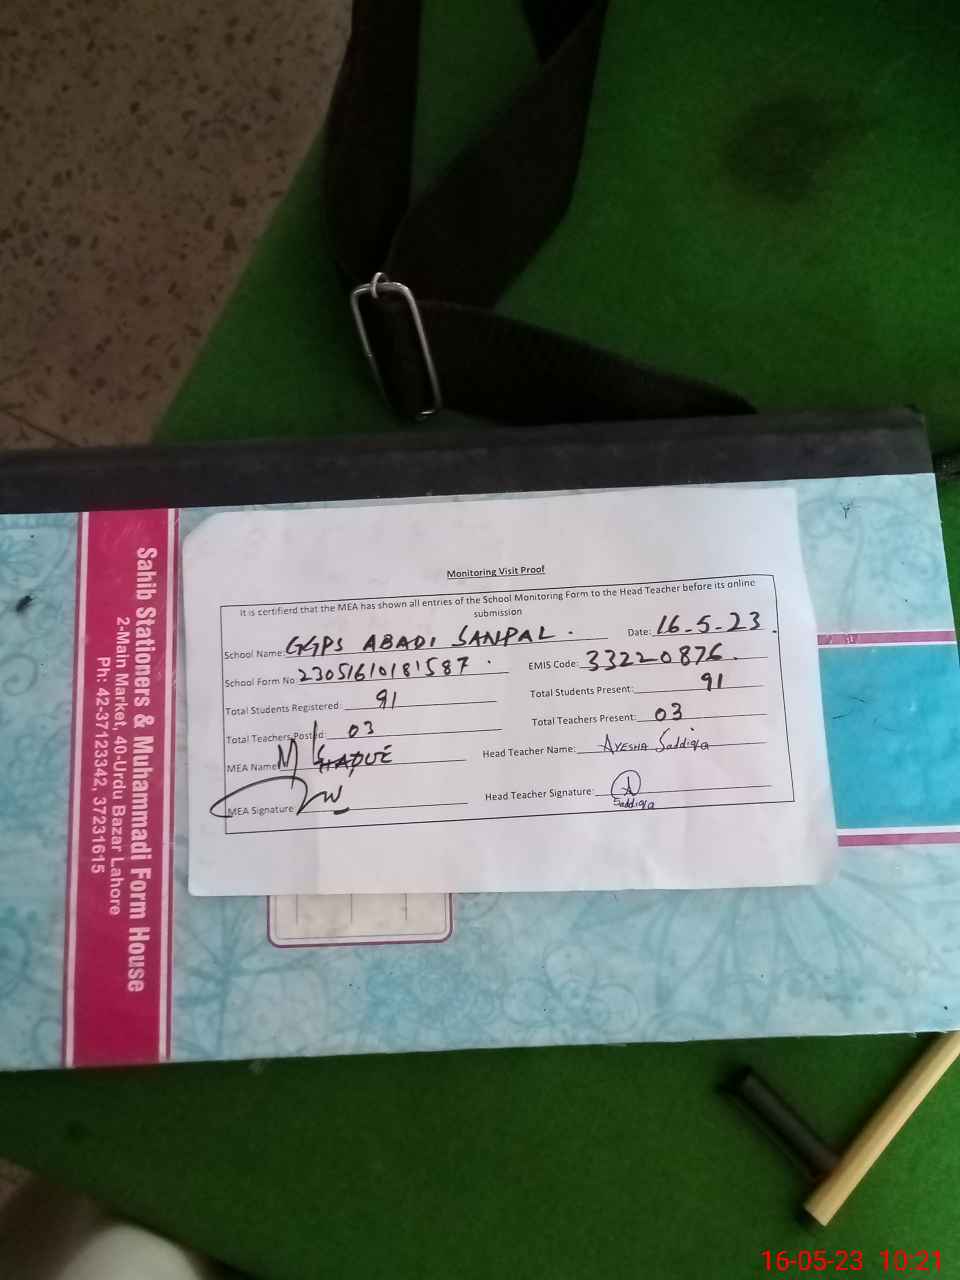 Monitoring Visit Proof
It is certifierd that the MEA has shown all entries of the School Monitoring Form to the Head Teacher before its online
submission
School Name: GGPS ABADI SANPAL . Date: 16-5-23.
School Form No: 23051610181587 . EMIS Code: 33220876.
Total Students Registered: 91 Total Students Present: 91
Total Teachers Posted: 03 Total Teachers Present: 03
MEA Name: M Head Teacher Name: AYESHA Saddiqa
MEA Signature: Head Teacher Signature: A
Saddiqa
Sahib Stationers & Muhammadi Form House
2-Main Market, 40-Urdu Bazar Lahore
Ph: 42-37123342, 37231615
16-05-23 10:21